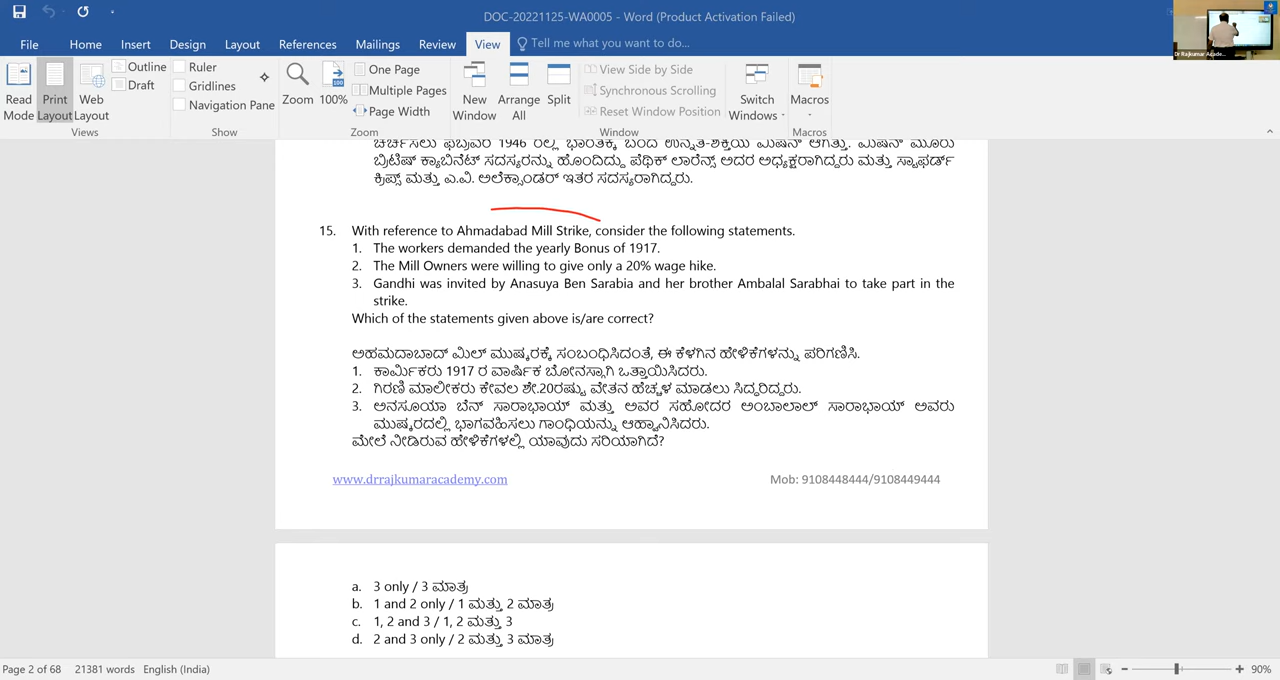 DOC-20221125-WA0005 - Word (Product Activation Failed)
File Home Insert Design Layout References Mailings Review View Tell me what you want to do...
Read Mode
Print Layout
Web Layout
Outline
Draft
Views
Ruler
Gridlines
Navigation Pane
Show
Zoom
100%
One Page
Multiple Pages
Page Width
Zoom
New Window
Arrange All
Split
View Side by Side
Synchronous Scrolling
Reset Window Position
Window
Switch Windows
Macros
Macros
ಚರ್ಚಿಸಲು ಫೆಬ್ರವರಿ 1946 ರಲ್ಲಿ ಭಾರತಕ್ಕೆ ಬಂದ ಉನ್ನತ-ಶಕ್ತಿಯ ಮಿಷನ್ ಆಗಿತ್ತು. ಮಿಷನ್ ಮೂರು
ಬ್ರಿಟಿಷ್ ಕ್ಯಾಬಿನೆಟ್ ಸದಸ್ಯರನ್ನು ಹೊಂದಿದ್ದು ಪೆಥಿಕ್ ಲಾರೆನ್ಸ್ ಅದರ ಅಧ್ಯಕ್ಷರಾಗಿದ್ದರು ಮತ್ತು ಸ್ಟಾಫರ್ಡ್
ಕ್ರಿಪ್ಸ್ ಮತ್ತು ಎ.ವಿ. ಅಲೆಕ್ಸಾಂಡರ್ ಇತರ ಸದಸ್ಯರಾಗಿದ್ದರು.
15. With reference to Ahmadabad Mill Strike, consider the following statements.
1. The workers demanded the yearly Bonus of 1917.
2. The Mill Owners were willing to give only a 20% wage hike.
3. Gandhi was invited by Anasuya Ben Sarabia and her brother Ambalal Sarabhai to take part in the
strike.
Which of the statements given above is/are correct?
ಅಹಮದಾಬಾದ್ ಮಿಲ್ ಮುಷ್ಕರಕ್ಕೆ ಸಂಬಂಧಿಸಿದಂತೆ, ಈ ಕೆಳಗಿನ ಹೇಳಿಕೆಗಳನ್ನು ಪರಿಗಣಿಸಿ.
1. ಕಾರ್ಮಿಕರು 1917 ರ ವಾರ್ಷಿಕ ಬೋನಸ್ಗಾಗಿ ಒತ್ತಾಯಿಸಿದರು.
2. ಗಿರಣಿ ಮಾಲೀಕರು ಕೇವಲ ಶೇ.20ರಷ್ಟು ವೇತನ ಹೆಚ್ಚಳ ಮಾಡಲು ಸಿದ್ಧರಿದ್ದರು.
3. ಅನಸೂಯಾ ಬೆನ್ ಸಾರಾಭಾಯ್ ಮತ್ತು ಅವರ ಸಹೋದರ ಅಂಬಾಲಾಲ್ ಸಾರಾಭಾಯ್ ಅವರು
ಮುಷ್ಕರದಲ್ಲಿ ಭಾಗವಹಿಸಲು ಗಾಂಧಿಯನ್ನು ಆಹ್ವಾನಿಸಿದರು.
ಮೇಲೆ ನೀಡಿರುವ ಹೇಳಿಕೆಗಳಲ್ಲಿ ಯಾವುದು ಸರಿಯಾಗಿದೆ?
www.drrajkumaracademy.com Mob: 9108448444/9108449444
a. 3 only / 3 ಮಾತ್ರ
b. 1 and 2 only / 1 ಮತ್ತು 2 ಮಾತ್ರ
c. 1, 2 and 3 / 1, 2 ಮತ್ತು 3
d. 2 and 3 only / 2 ಮತ್ತು 3 ಮಾತ್ರ
Page 2 of 68 21381 words English (India) 90%
Dr Rajkumar Acade...